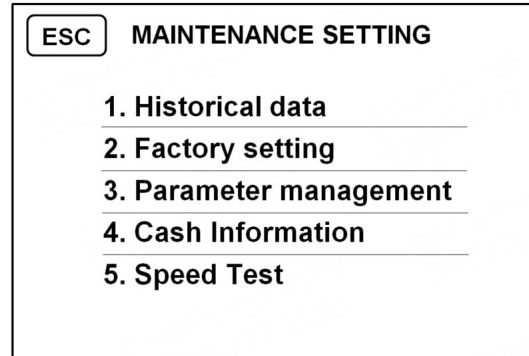 ESC MAINTENANCE SETTING
1. Historical data
2. Factory setting
3. Parameter management
4. Cash Information
5. Speed Test